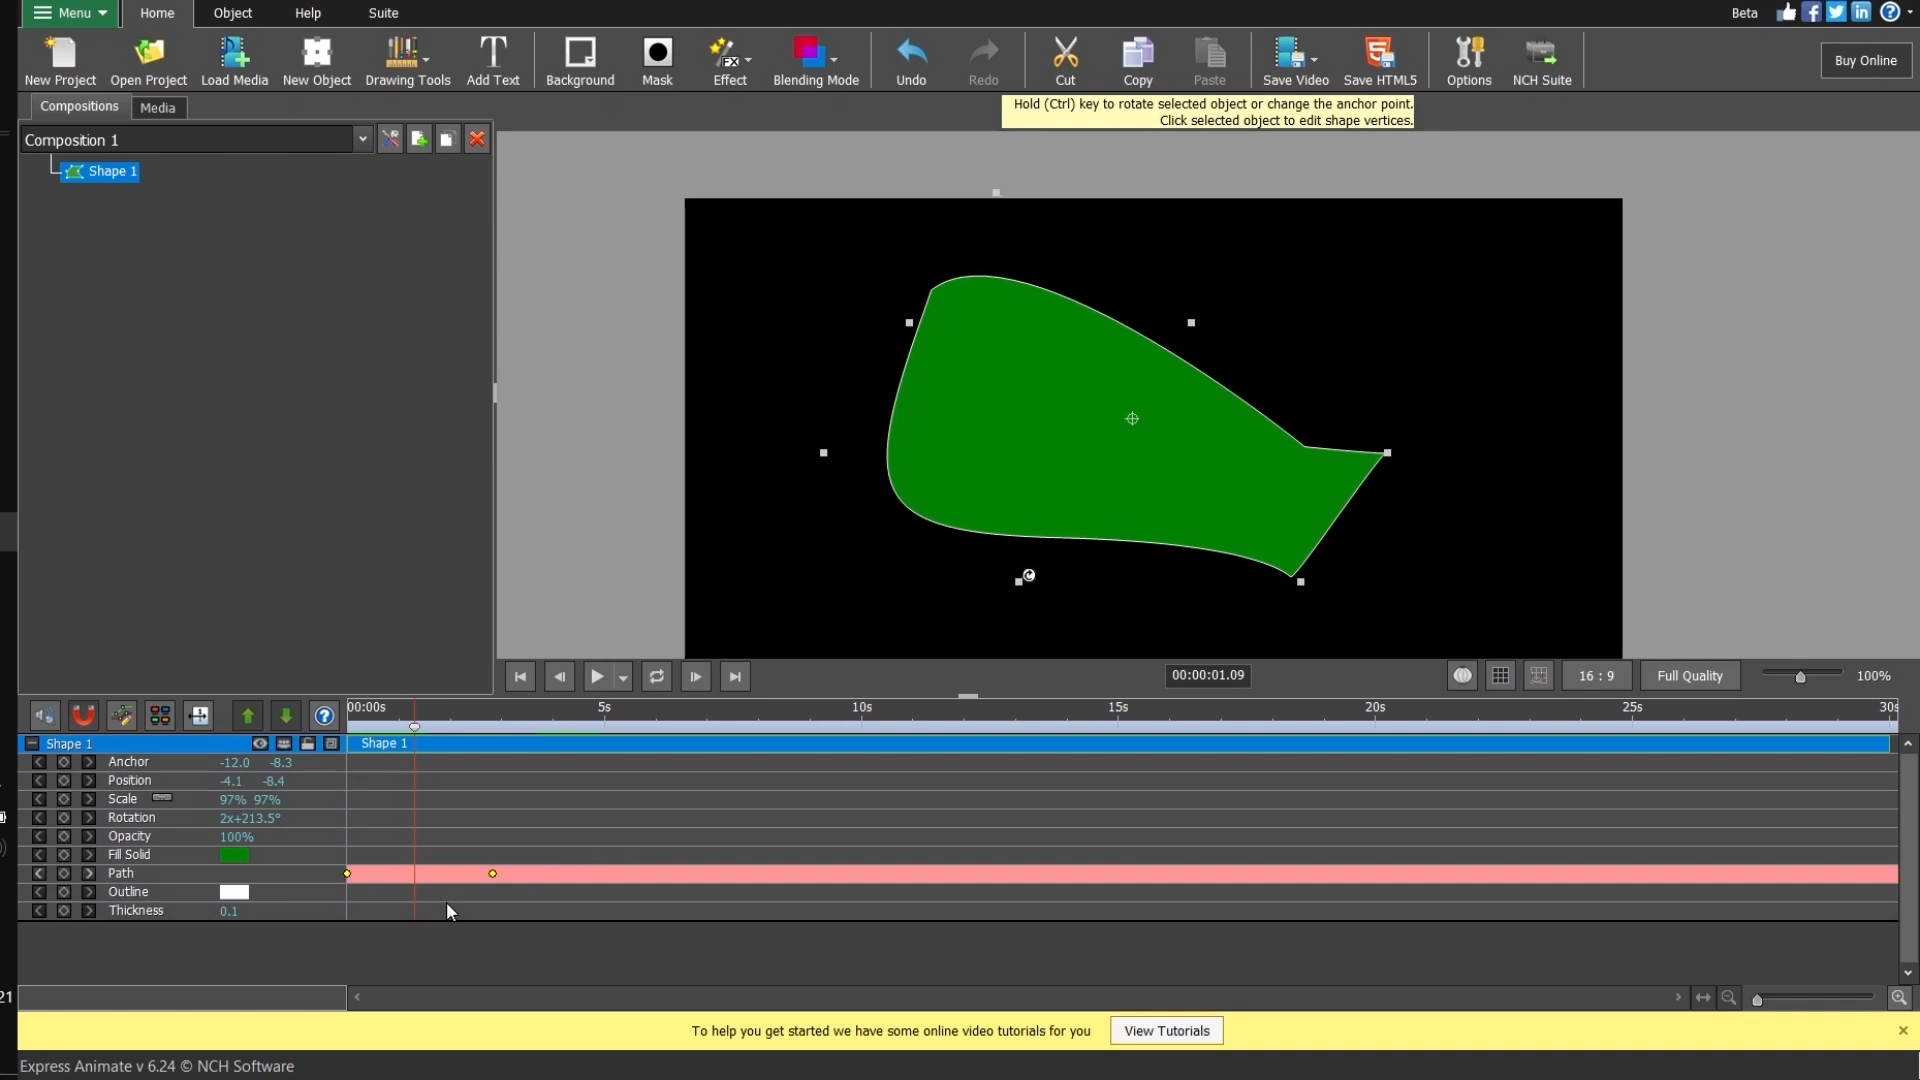 Menu Home Object Help Suite Beta
New Project Open Project Load Media New Object Drawing Tools Add Text Background Mask Effect Blending Mode Undo Redo Cut Copy Paste Save Video Save HTML5 Options NCH Suite Buy Online
FX
Compositions Media
Hold (Ctrl) key to rotate selected object or change the anchor point.
Click selected object to edit shape vertices.
Composition 1
Shape 1
00:00:01.09 16 : 9 Full Quality 100%
00:00s 5s 10s 15s 20s 25s 30s
Shape 1 Shape 1
Anchor -12.0 -8.3
Position -4.1 -8.4
Scale 97% 97%
Rotation 2x+213.5°
Opacity 100%
Fill Solid
Path
Outline
Thickness 0.1
21
To help you get started we have some online video tutorials for you View Tutorials
Express Animate v 6.24 © NCH Software